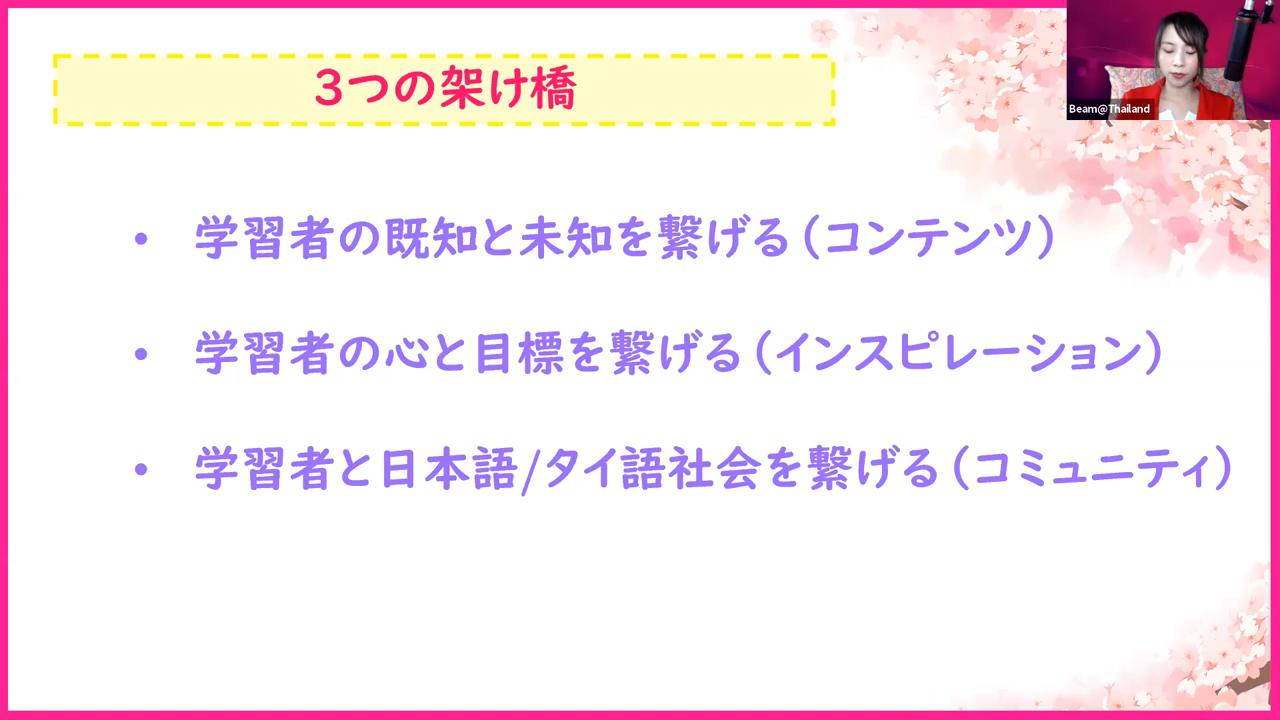 3つの架け橋
Beam@Thailand
• 学習者の既知と未知を繋げる（コンテンツ）
• 学習者の心と目標を繋げる（インスピレーション）
• 学習者と日本語/タイ語社会を繋げる（コミュニティ）